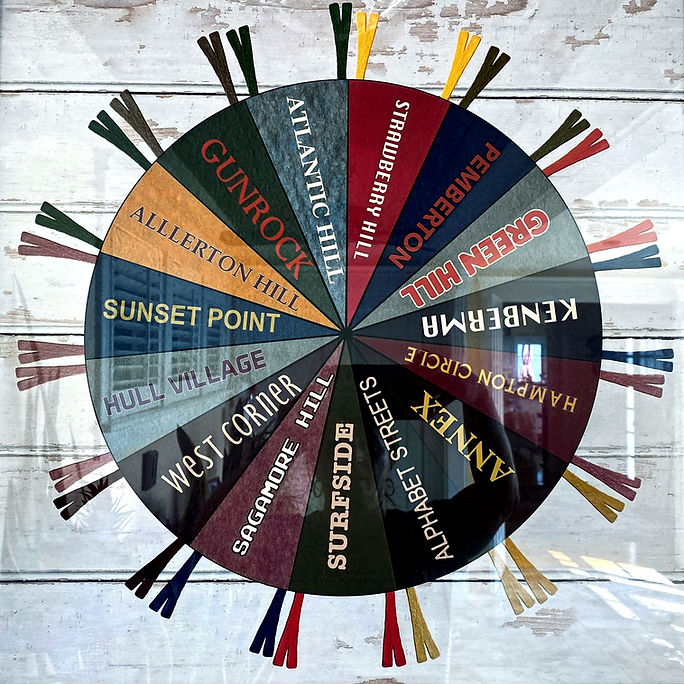 STRAWBERRY HILL
PEMBERTON
GREEN HILL
KENBERMA
HAMPTON CIRCLE
ANNEX
ALPHABET STREETS
SURFSIDE
SAGAMORE HILL
WEST CORNER
HULL VILLAGE
SUNSET POINT
ALLLERTON HILL
GUNROCK
ATLANTIC HILL